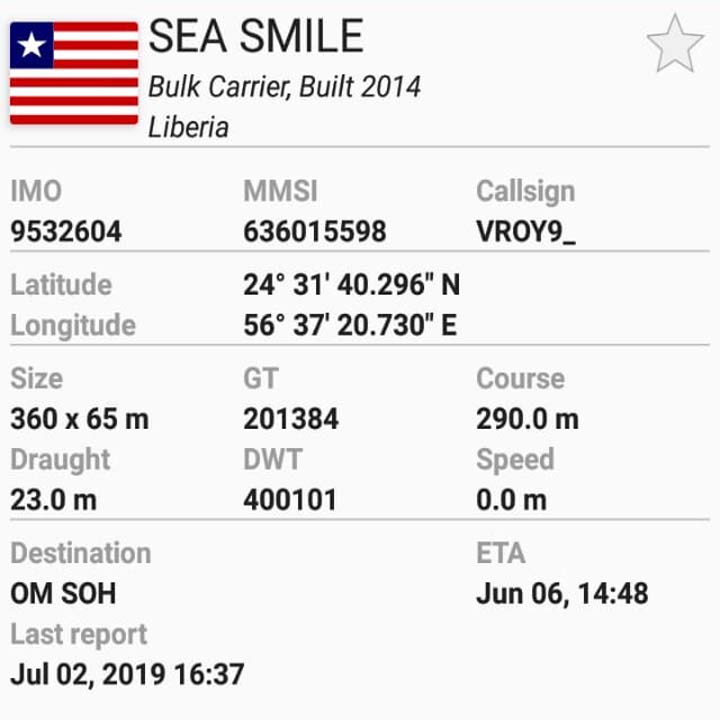 SEA SMILE
Bulk Carrier, Built 2014
Liberia
IMO MMSI Callsign
9532604 636015598 VROY9_
Latitude 24° 31' 40.296" N
Longitude 56° 37' 20.730" E
Size GT Course
360 x 65 m 201384 290.0 m
Draught DWT Speed
23.0 m 400101 0.0 m
Destination ETA
OM SOH Jun 06, 14:48
Last report
Jul 02, 2019 16:37